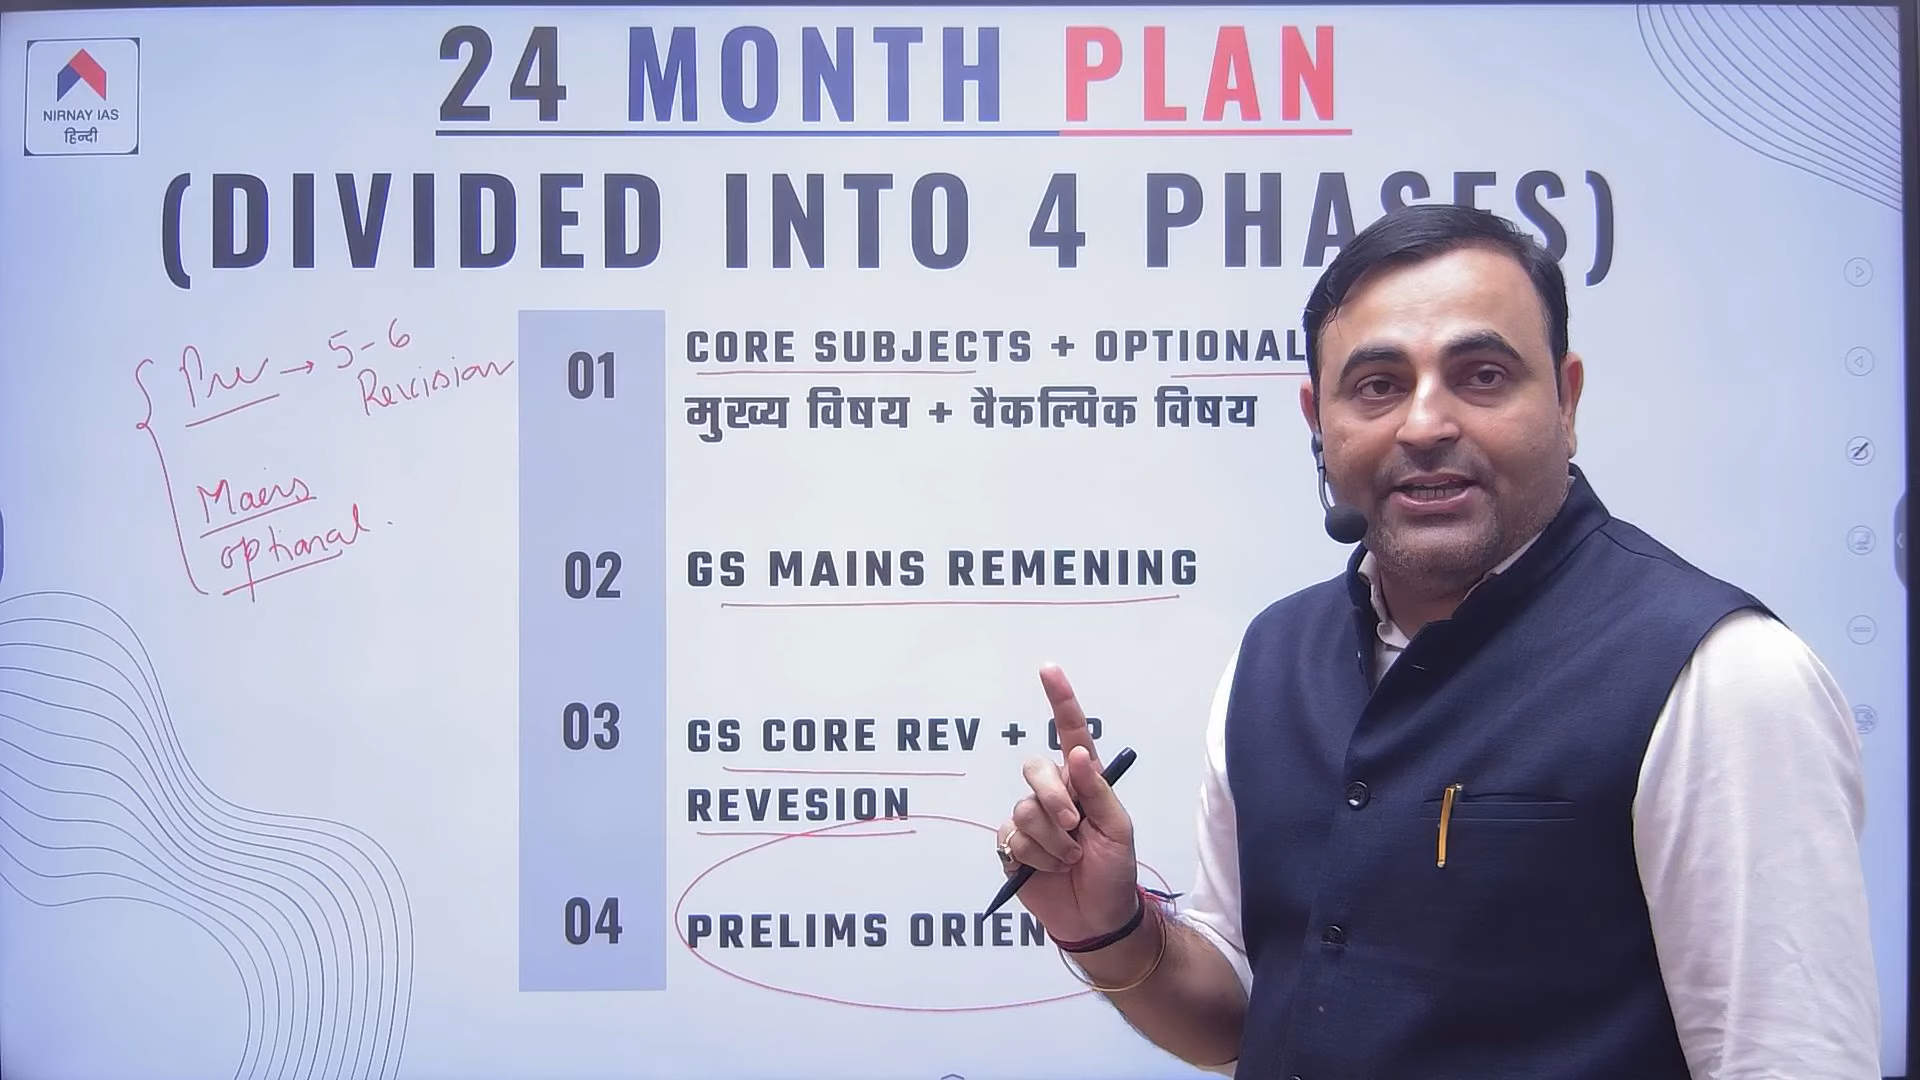 NIRNAY IAS
हिन्दी
24 MONTH PLAN
(DIVIDED INTO 4 PHASES)
Pre → 5-6
Revision
Mains
optional.
01
CORE SUBJECTS + OPTIONAL
मुख्य विषय + वैकल्पिक विषय
02
GS MAINS REMENING
03
GS CORE REV + OP
REVESION
04
PRELIMS ORIEN